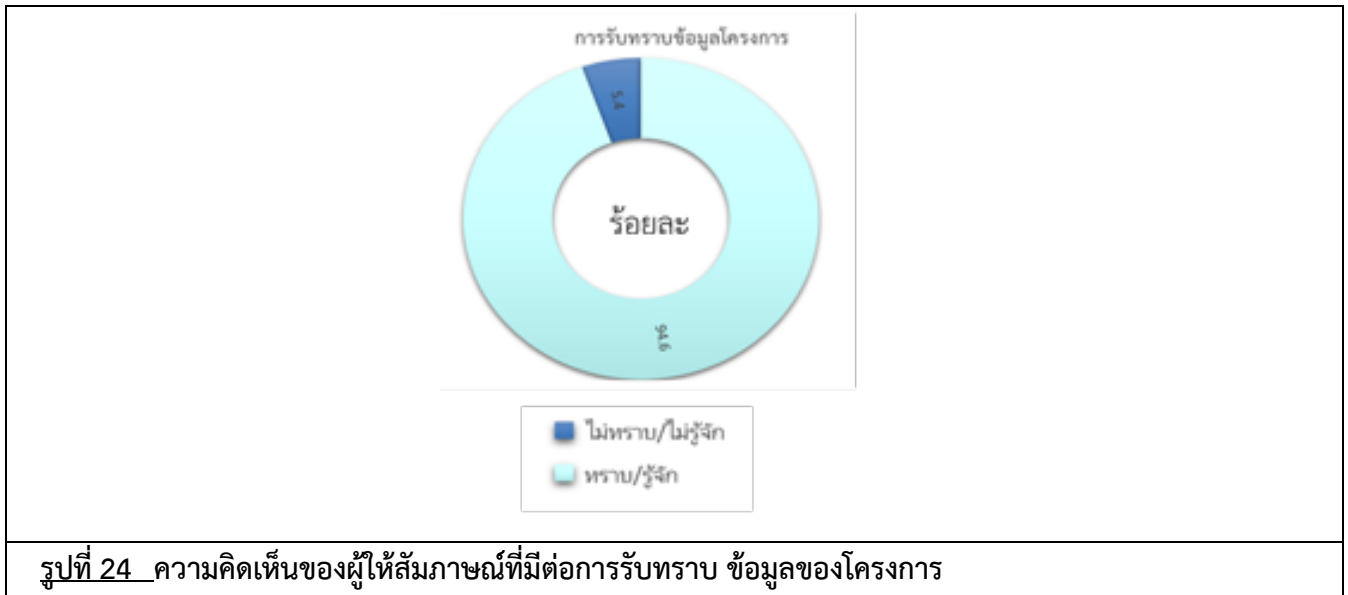 การรับทราบข้อมูลโครงการ
5.4
ร้อยละ
94.6
ไม่ทราบ/ไม่รู้จัก
ทราบ/รู้จัก
รูปที่ 24 ความคิดเห็นของผู้ให้สัมภาษณ์ที่มีต่อการรับทราบ ข้อมูลของโครงการ